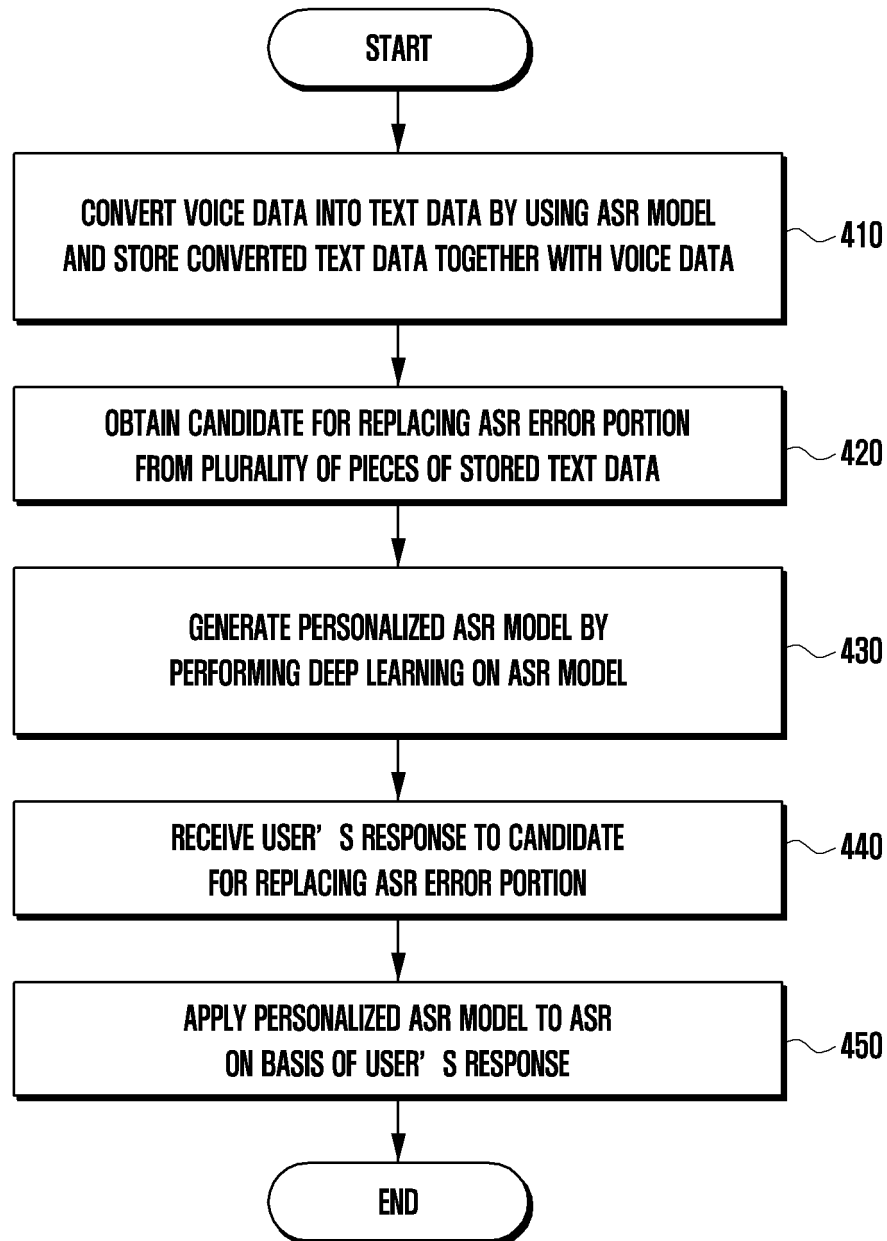 START
CONVERT VOICE DATA INTO TEXT DATA BY USING ASR MODEL
AND STORE CONVERTED TEXT DATA TOGETHER WITH VOICE DATA
410
OBTAIN CANDIDATE FOR REPLACING ASR ERROR PORTION
FROM PLURALITY OF PIECES OF STORED TEXT DATA
420
GENERATE PERSONALIZED ASR MODEL BY
PERFORMING DEEP LEARNING ON ASR MODEL
430
RECEIVE USER' S RESPONSE TO CANDIDATE
FOR REPLACING ASR ERROR PORTION
440
APPLY PERSONALIZED ASR MODEL TO ASR
ON BASIS OF USER' S RESPONSE
450
END